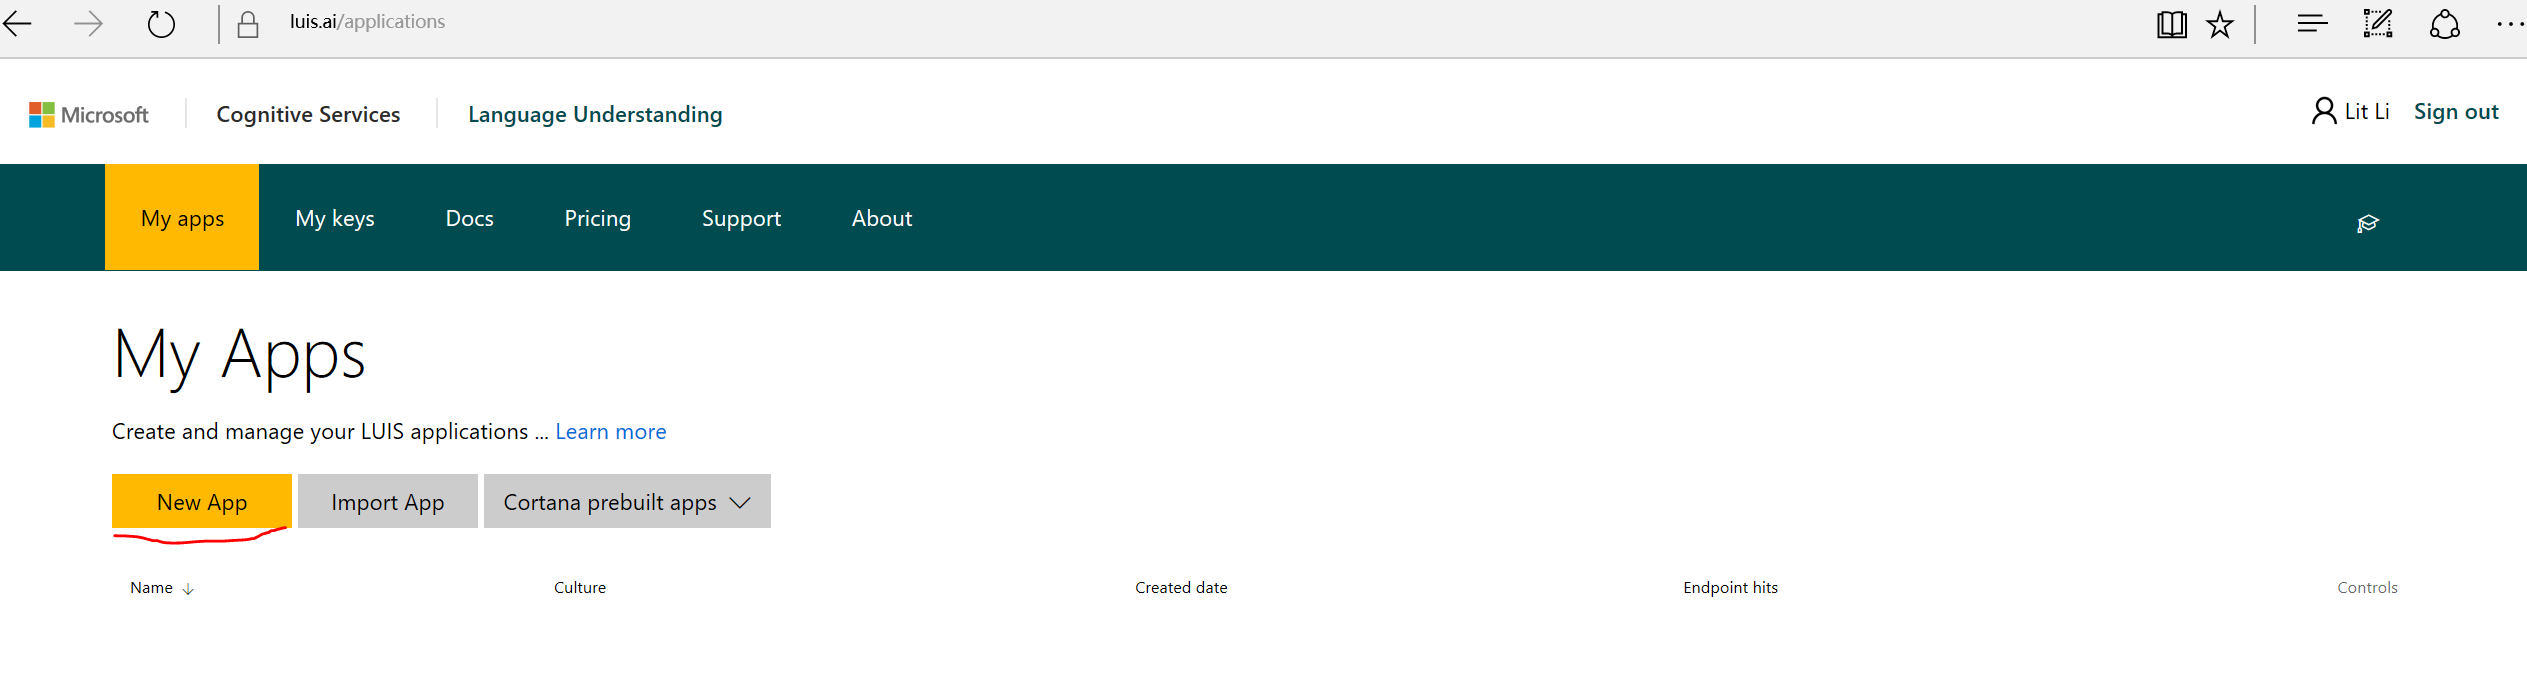 luis.ai/applications
Microsoft Cognitive Services Language Understanding Lit Li Sign out
My apps My keys Docs Pricing Support About
My Apps
Create and manage your LUIS applications ... Learn more
New App Import App Cortana prebuilt apps
Name Culture Created date Endpoint hits Controls